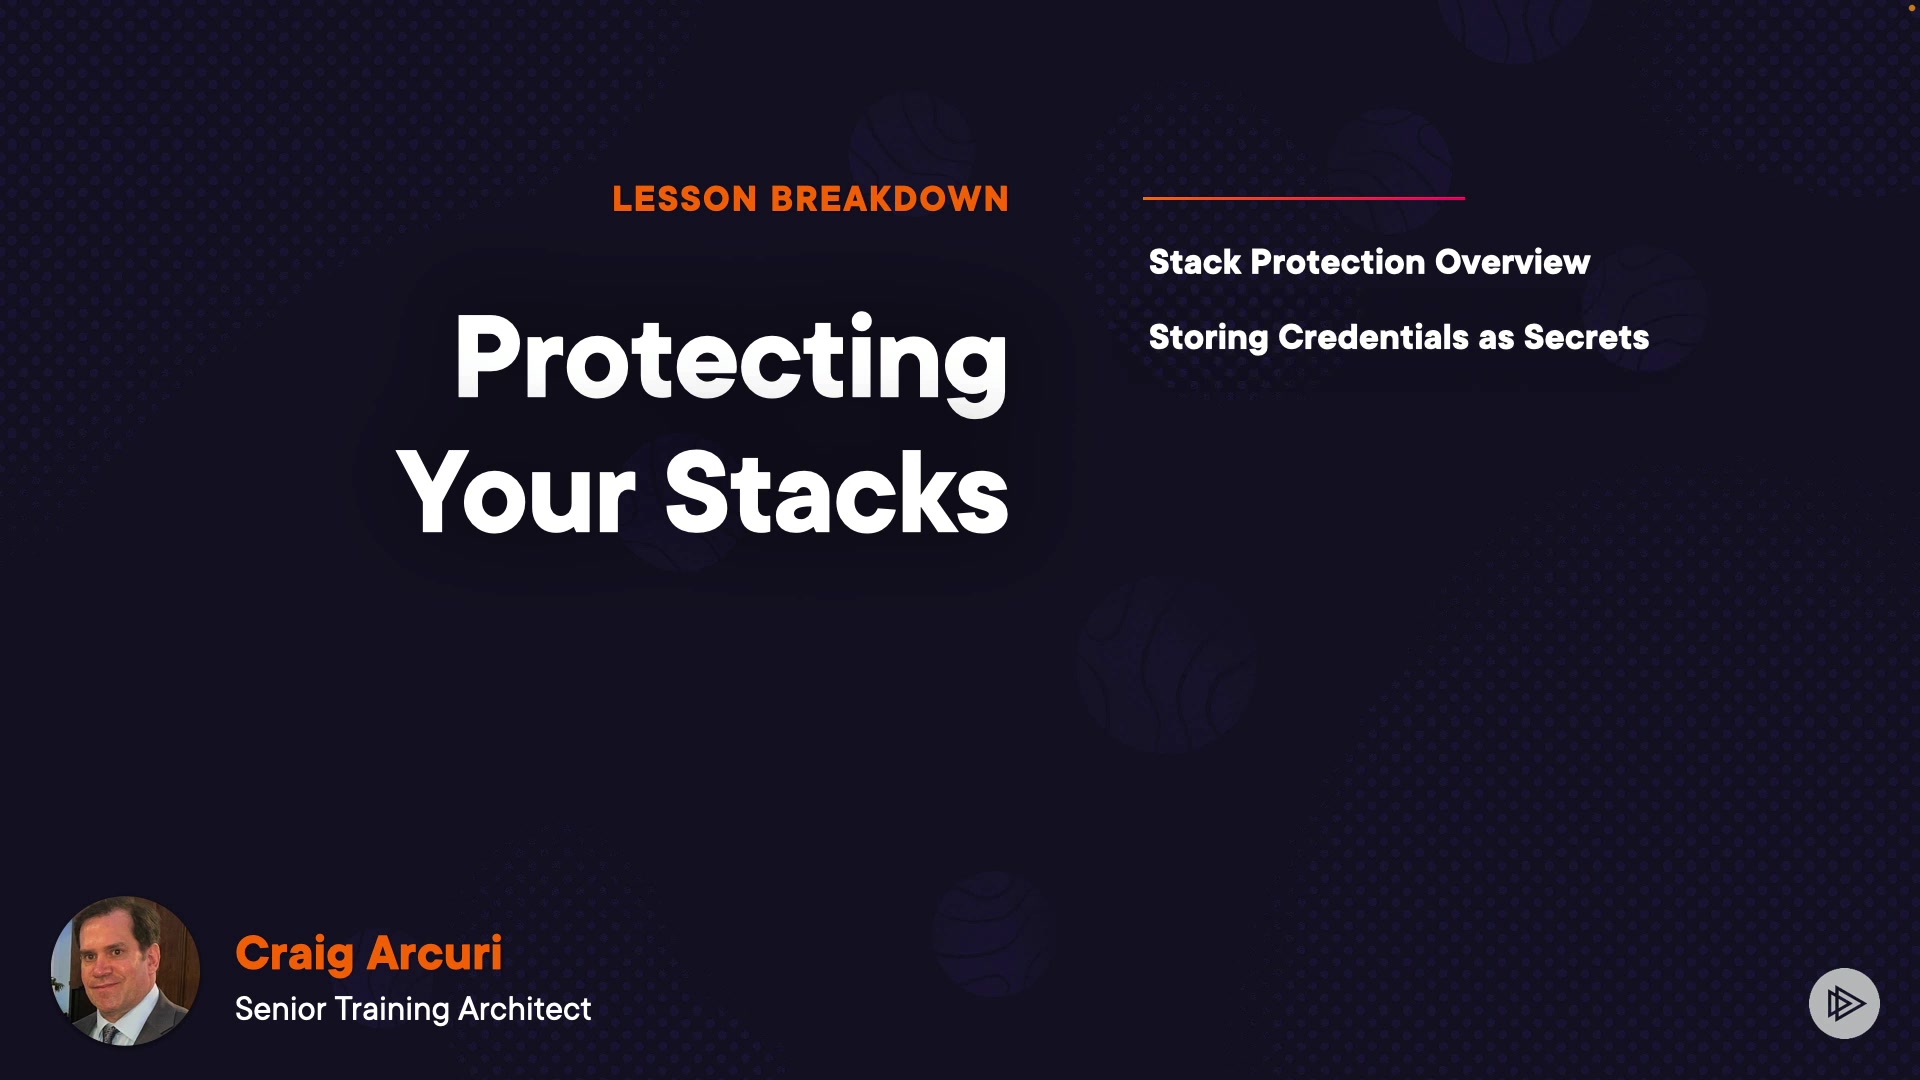 LESSON BREAKDOWN
Protecting
Your Stacks
Stack Protection Overview
Storing Credentials as Secrets
Craig Arcuri
Senior Training Architect